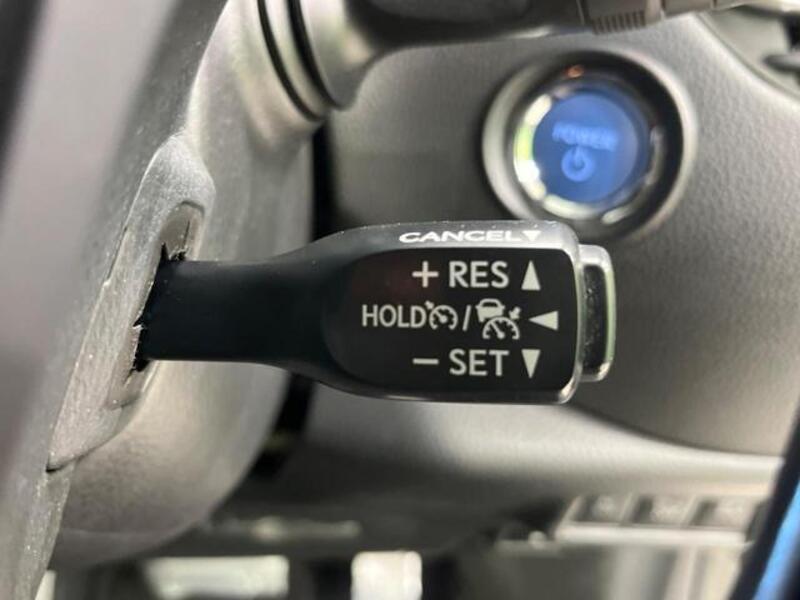 POWER
CANCEL▼
+ RES ▲
HOLD / ◀
− SET ▼